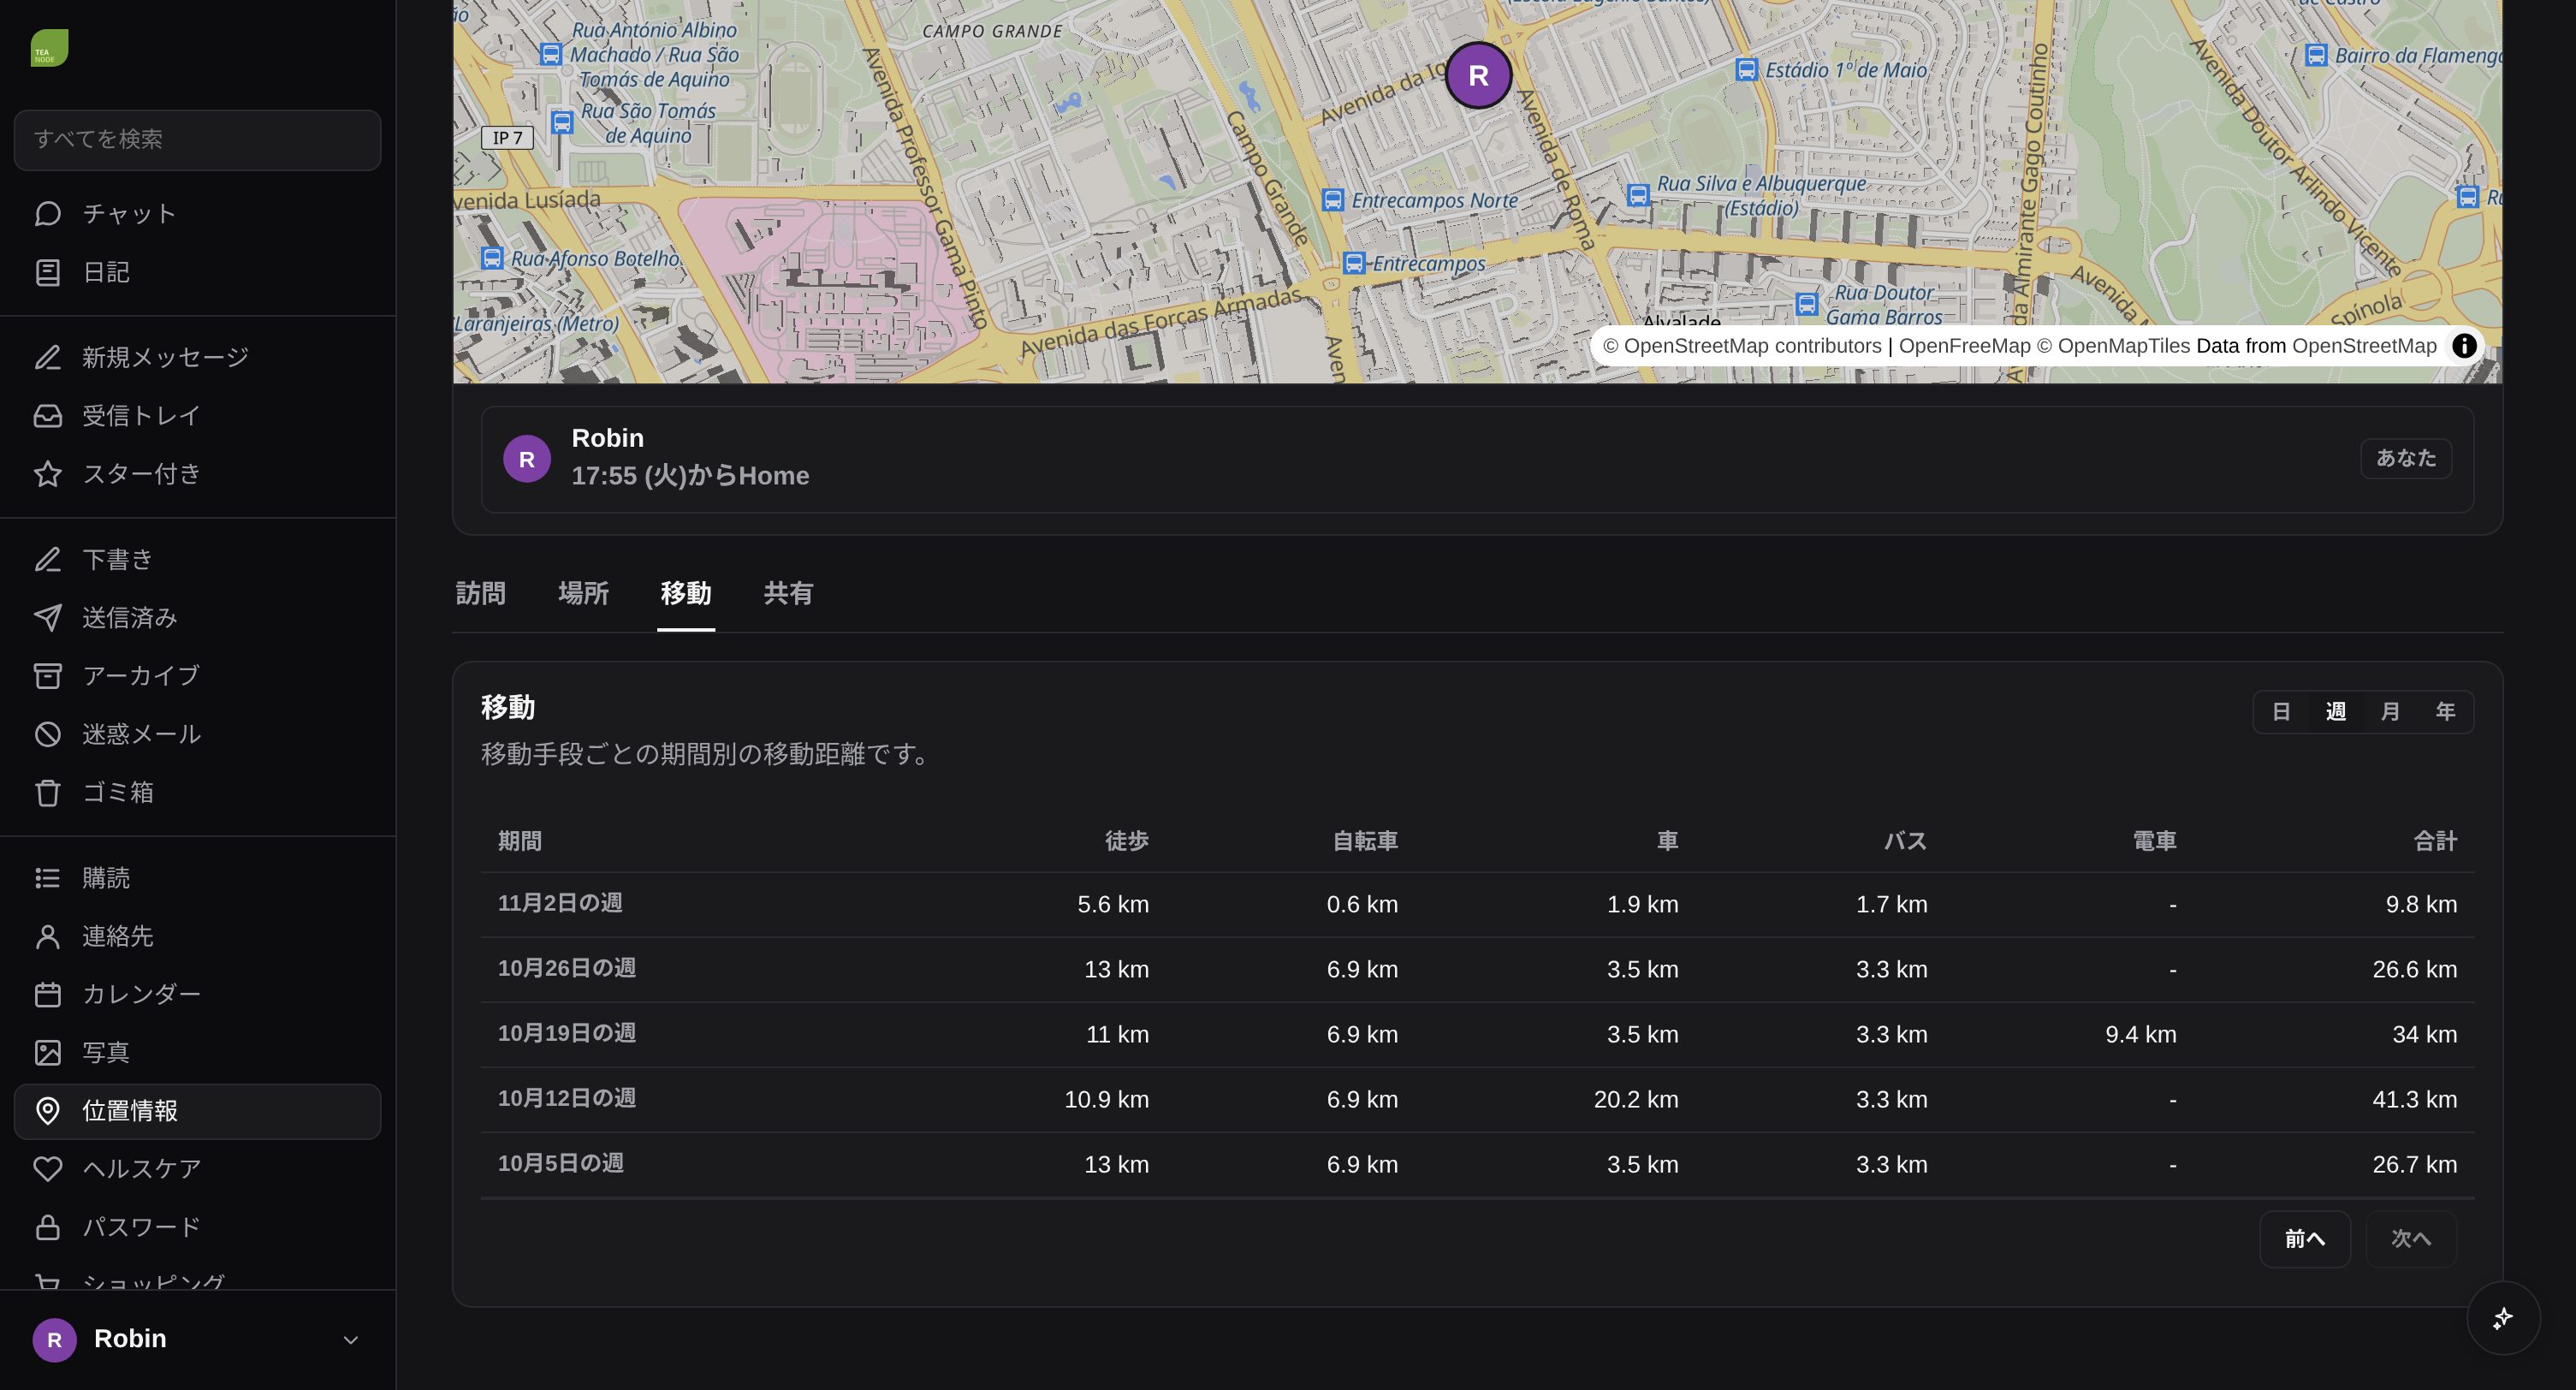 TEA
NODE
すべてを検索
チャット
日記
新規メッセージ
受信トレイ
スター付き
下書き
送信済み
アーカイブ
迷惑メール
ゴミ箱
購読
連絡先
カレンダー
写真
位置情報
ヘルスケア
パスワード
ショッピング
R
Robin
Rua António Albino
Machado / Rua São
Tomás de Aquino
CAMPO GRANDE
Rua São Tomás
de Aquino
IP 7
Avenida Professor Gama Pinto
Campo Grande
Avenida da Ig
R
Avenida de Roma
Estádio 1º de Maio
Avenida Doutor Arlindo Vicente
Bairro da Flameng
venida Lusíada
Entrecampos Norte
Rua Silva e Albuquerque
(Estádio)
Rua Afonso Botelho
Entrecampos
da Almirante Gago Coutinho
Laranjeiras (Metro)
Avenida das Forças Armadas
Aven
Rua Doutor
Gama Barros
Alvalade
Avenida
Spínola
© OpenStreetMap contributors | OpenFreeMap © OpenMapTiles Data from OpenStreetMap
R
Robin
17:55 (火)からHome
あなた
訪問 場所 移動 共有
移動
日 週 月 年
移動手段ごとの期間別の移動距離です。
期間 徒歩 自転車 車 バス 電車 合計
11月2日の週 5.6 km 0.6 km 1.9 km 1.7 km - 9.8 km
10月26日の週 13 km 6.9 km 3.5 km 3.3 km - 26.6 km
10月19日の週 11 km 6.9 km 3.5 km 3.3 km 9.4 km 34 km
10月12日の週 10.9 km 6.9 km 20.2 km 3.3 km - 41.3 km
10月5日の週 13 km 6.9 km 3.5 km 3.3 km - 26.7 km
前へ 次へ